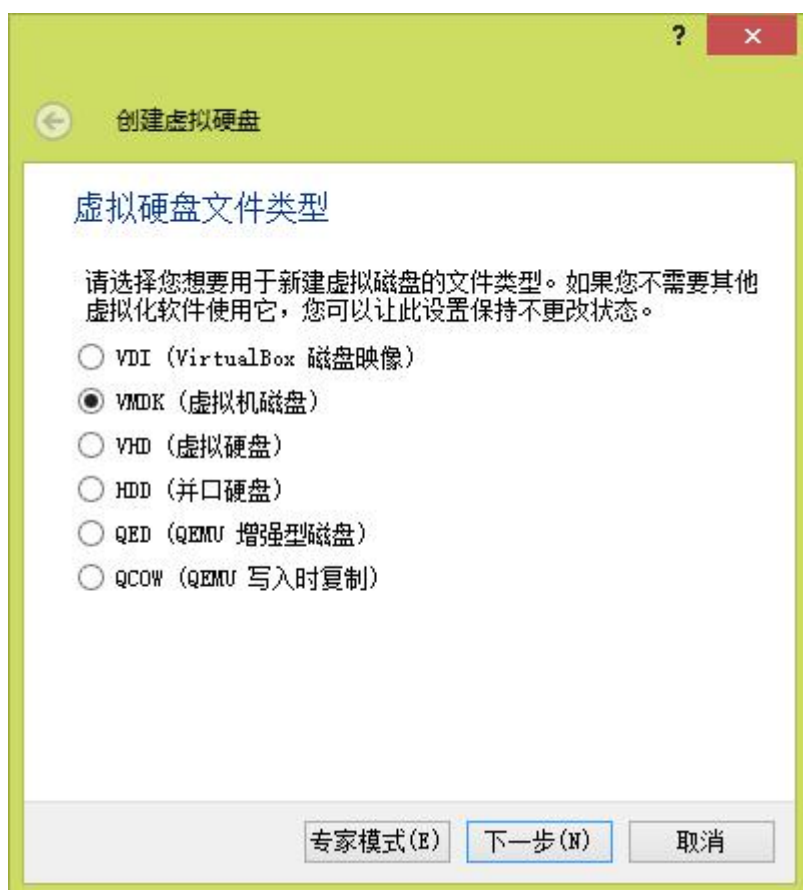 ?
创建虚拟硬盘
虚拟硬盘文件类型
请选择您想要用于新建虚拟磁盘的文件类型。如果您不需要其他
虚拟化软件使用它，您可以让此设置保持不更改状态。
VDI (VirtualBox 磁盘映像)
VMDK (虚拟机磁盘)
VHD (虚拟硬盘)
HDD (并口硬盘)
QED (QEMU 增强型磁盘)
QCOW (QEMU 写入时复制)
专家模式(E) 下一步(N) 取消